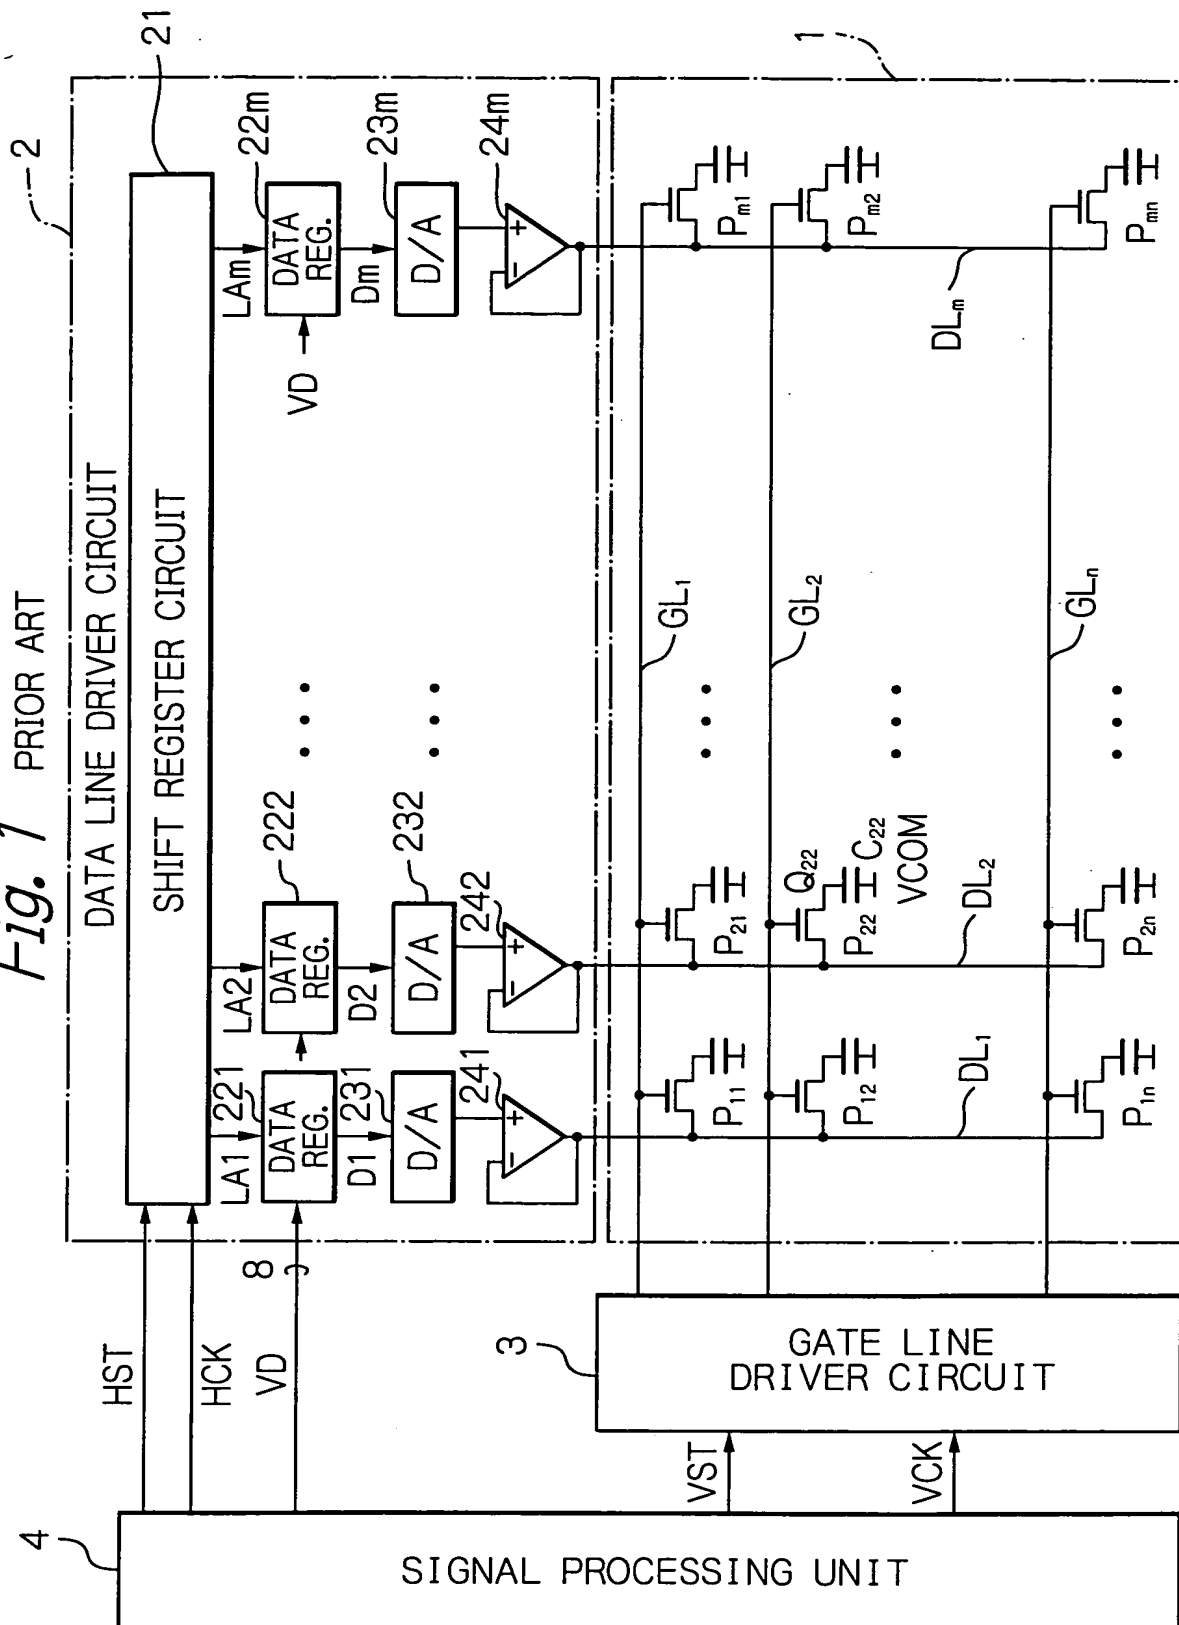 Fig. 1 PRIOR ART
2
21
DATA LINE DRIVER CIRCUIT
SHIFT REGISTER CIRCUIT
HST
HCK
VD
8
LA1
LA2
LAm
221
222
22m
DATA
REG.
DATA
REG.
VD
DATA
REG.
D1
D2
Dm
231
232
23m
D/A
D/A
D/A
241
242
24m
- +
- +
- +
1
4
SIGNAL PROCESSING UNIT
3
GATE LINE
DRIVER CIRCUIT
VST
VCK
GL1
P11
P21
Pm1
GL2
Q22
P12
P22
C22
VCOM
Pm2
DL1
DL2
DLm
GLn
P1n
P2n
Pmn